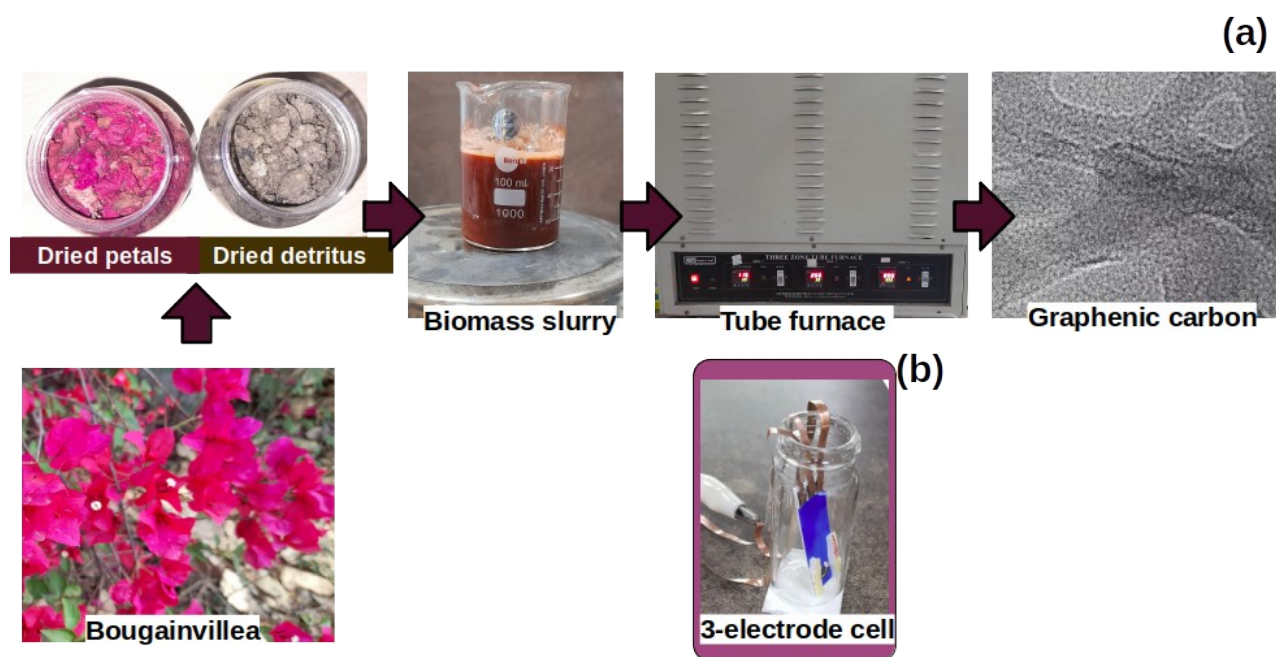 (a)
Dried petals
Dried detritus
100 ml
1000
THREE ZONE TUBE FURNACE
Biomass slurry
Tube furnace
Graphenic carbon
(b)
Bougainvillea
3-electrode cell